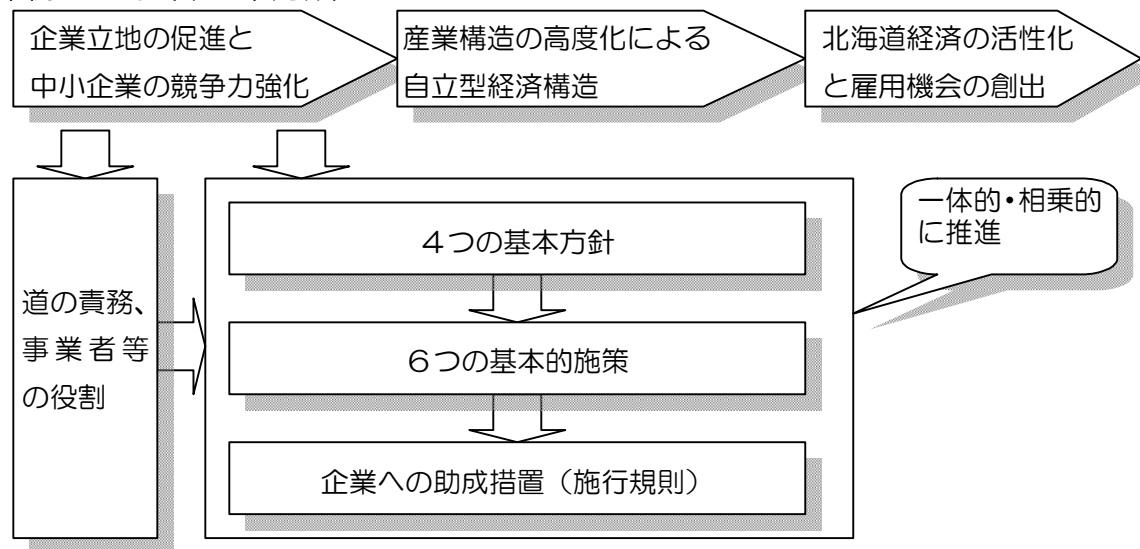 企業立地の促進と
中小企業の競争力強化
産業構造の高度化による
自立型経済構造
北海道経済の活性化
と雇用機会の創出
道の責務、
事業者等
の役割
4つの基本方針
6つの基本的施策
企業への助成措置（施行規則）
一体的・相乗的
に推進